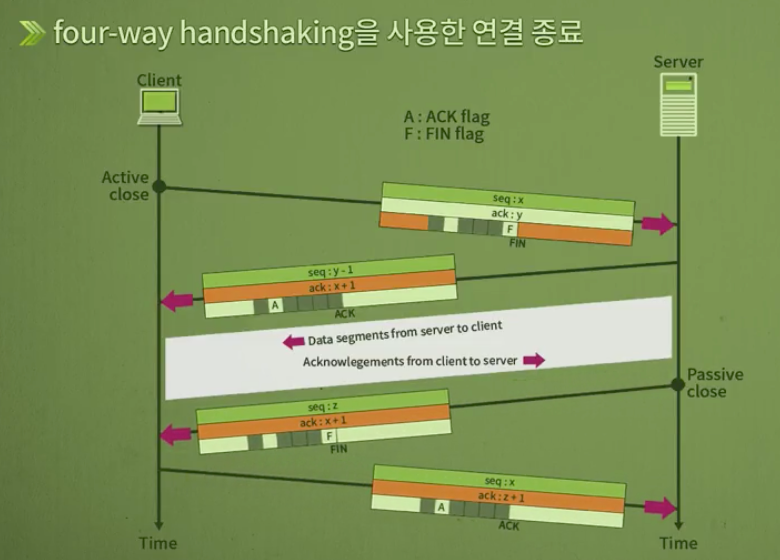 four-way handshaking을 사용한 연결 종료
Client
Server
A : ACK flag
F : FIN flag
Active
close
seq : x
ack : y
F
FIN
seq : y - 1
ack : x + 1
A
ACK
Data segments from server to client
Acknowlegements from client to server
Passive
close
seq : z
ack : x + 1
F
FIN
seq : x
ack : z + 1
A
ACK
Time
Time